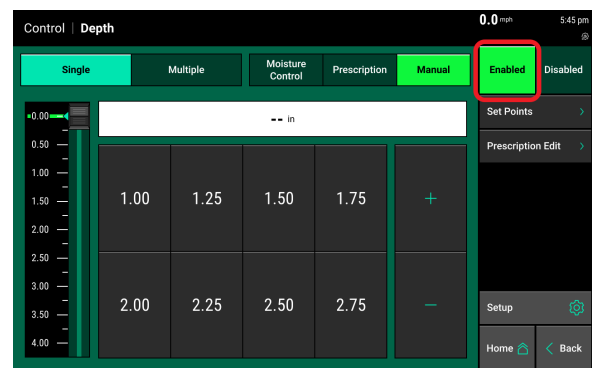 Control | Depth
0.0 mph
5:45 pm
Single
Multiple
Moisture
Control
Prescription
Manual
Enabled
Disabled
0.00
0.50
1.00
1.50
2.00
2.50
3.00
3.50
4.00
-- in
1.00
1.25
1.50
1.75
+
2.00
2.25
2.50
2.75
−
Set Points >
Prescription Edit >
Setup
Home
< Back